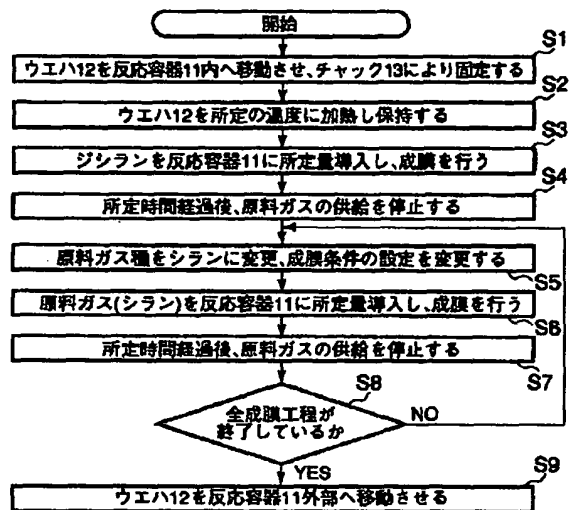 開始
S1
ウエハ12を反応容器11内へ移動させ、チャック13により固定する
S2
ウエハ12を所定の温度に加熱し保持する
S3
ジシランを反応容器11に所定量導入し、成膜を行う
S4
所定時間経過後、原料ガスの供給を停止する
原料ガス種をシランに変更、成膜条件の設定を変更する
S5
原料ガス(シラン)を反応容器11に所定量導入し、成膜を行う
S6
所定時間経過後、原料ガスの供給を停止する
S7
S8
全成膜工程が
終了しているか
NO
YES
S9
ウエハ12を反応容器11外部へ移動させる